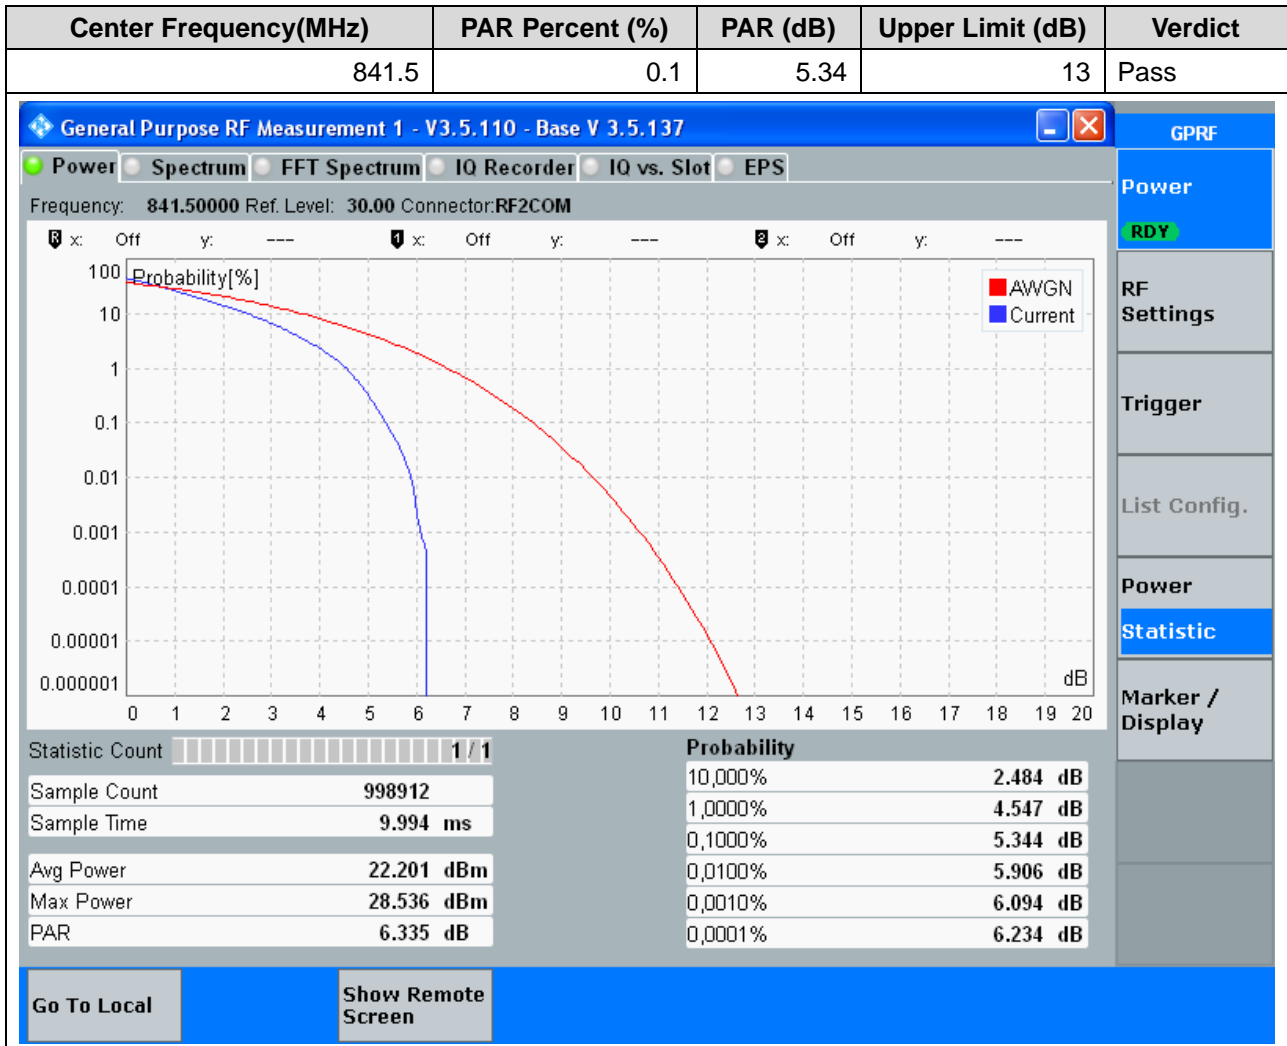 Center Frequency(MHz) PAR Percent (%) PAR (dB) Upper Limit (dB) Verdict
841.5 0.1 5.34 13 Pass
General Purpose RF Measurement 1 - V3.5.110 - Base V 3.5.137
GPRF
Power Spectrum FFT Spectrum IQ Recorder IQ vs. Slot EPS
Frequency: 841.50000 Ref. Level: 30.00 Connector:RF2COM
R x: Off y: --- 1 x: Off y: --- 2 x: Off y: ---
Probability[%]
100
10
1
0.1
0.01
0.001
0.0001
0.00001
0.000001
AWGN
Current
dB
0 1 2 3 4 5 6 7 8 9 10 11 12 13 14 15 16 17 18 19 20
Statistic Count 1 / 1
Sample Count 998912
Sample Time 9.994 ms
Avg Power 22.201 dBm
Max Power 28.536 dBm
PAR 6.335 dB
Probability
10,000% 2.484 dB
1,0000% 4.547 dB
0,1000% 5.344 dB
0,0100% 5.906 dB
0,0010% 6.094 dB
0,0001% 6.234 dB
Power
RDY
RF
Settings
Trigger
List Config.
Power
Statistic
Marker /
Display
Go To Local
Show Remote
Screen